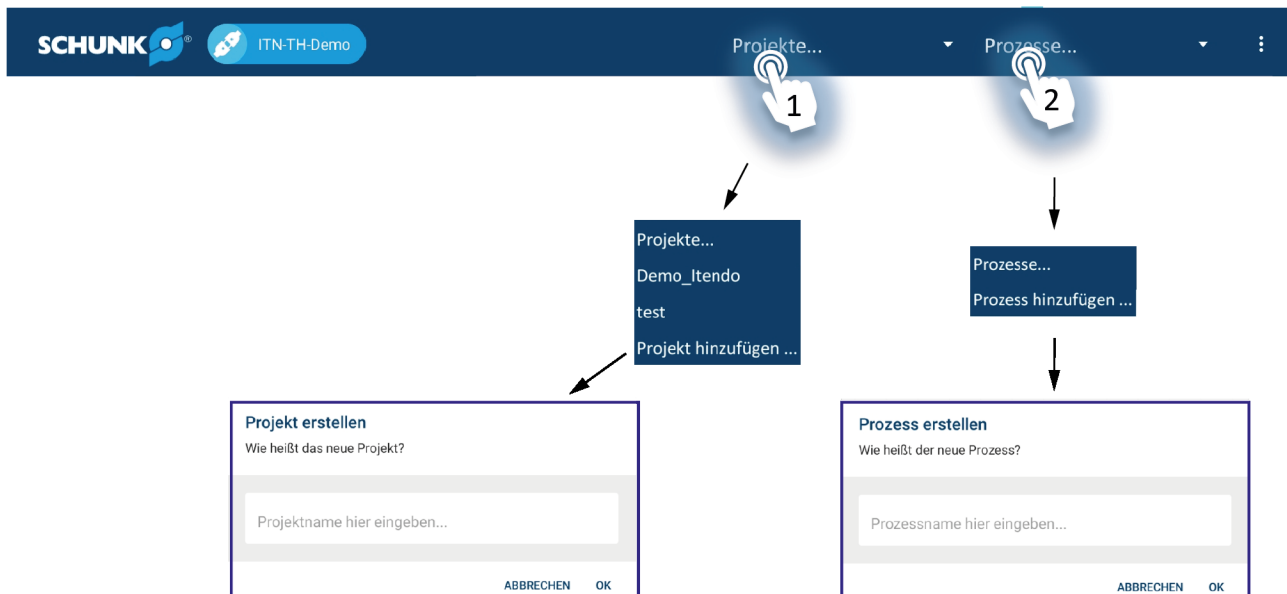 SCHUNK ® ITN-TH-Demo Projekte... Prozesse...
1
2
Projekte...
Demo_Itendo
test
Projekt hinzufügen ...
Prozesse...
Prozess hinzufügen ...
Projekt erstellen
Wie heißt das neue Projekt?
Projektname hier eingeben...
ABBRECHEN OK
Prozess erstellen
Wie heißt der neue Prozess?
Prozessname hier eingeben...
ABBRECHEN OK